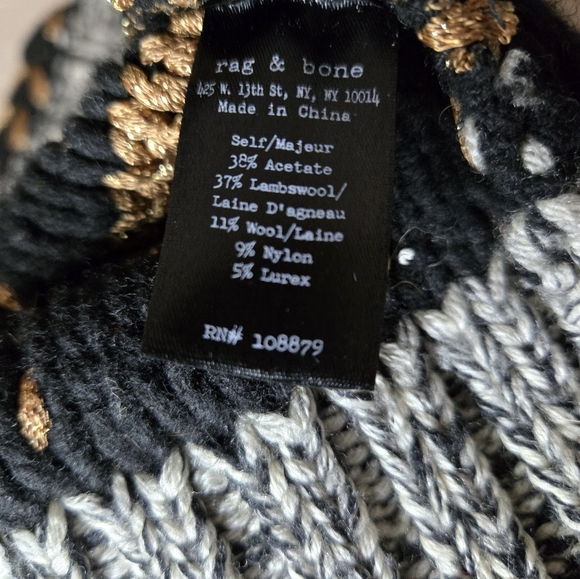 rag & bone
425 W. 13th St, NY, NY 10014
Made in China
Self/Majeur
38% Acetate
37% Lambswool/
Laine D'agneau
11% Wool/Laine
9% Nylon
5% Lurex
RN# 108879